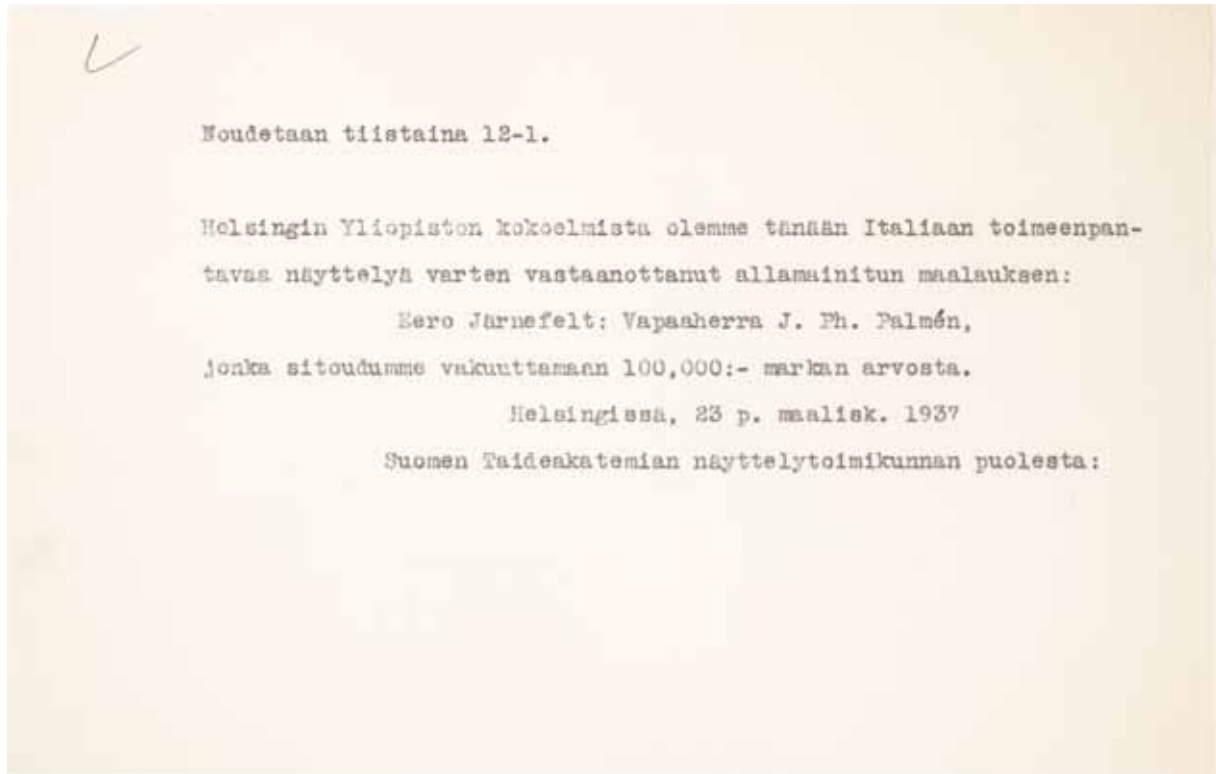 Noudetaan tiistaina 12-1.
Helsingin Yliopiston kokoelmista olemme tänään Italiaan toimeenpan-
tavaa näyttelyä varten vastaanottanut allamainitun maalauksen:
Eero Järnefelt: Vapaaherra J. Ph. Palmén,
jonka sitoudumme vakuuttamaan 100,000:- markan arvosta.
Helsingissä, 23 p. maalisk. 1937
Suomen Taideakatemian näyttelytoimikunnan puolesta: